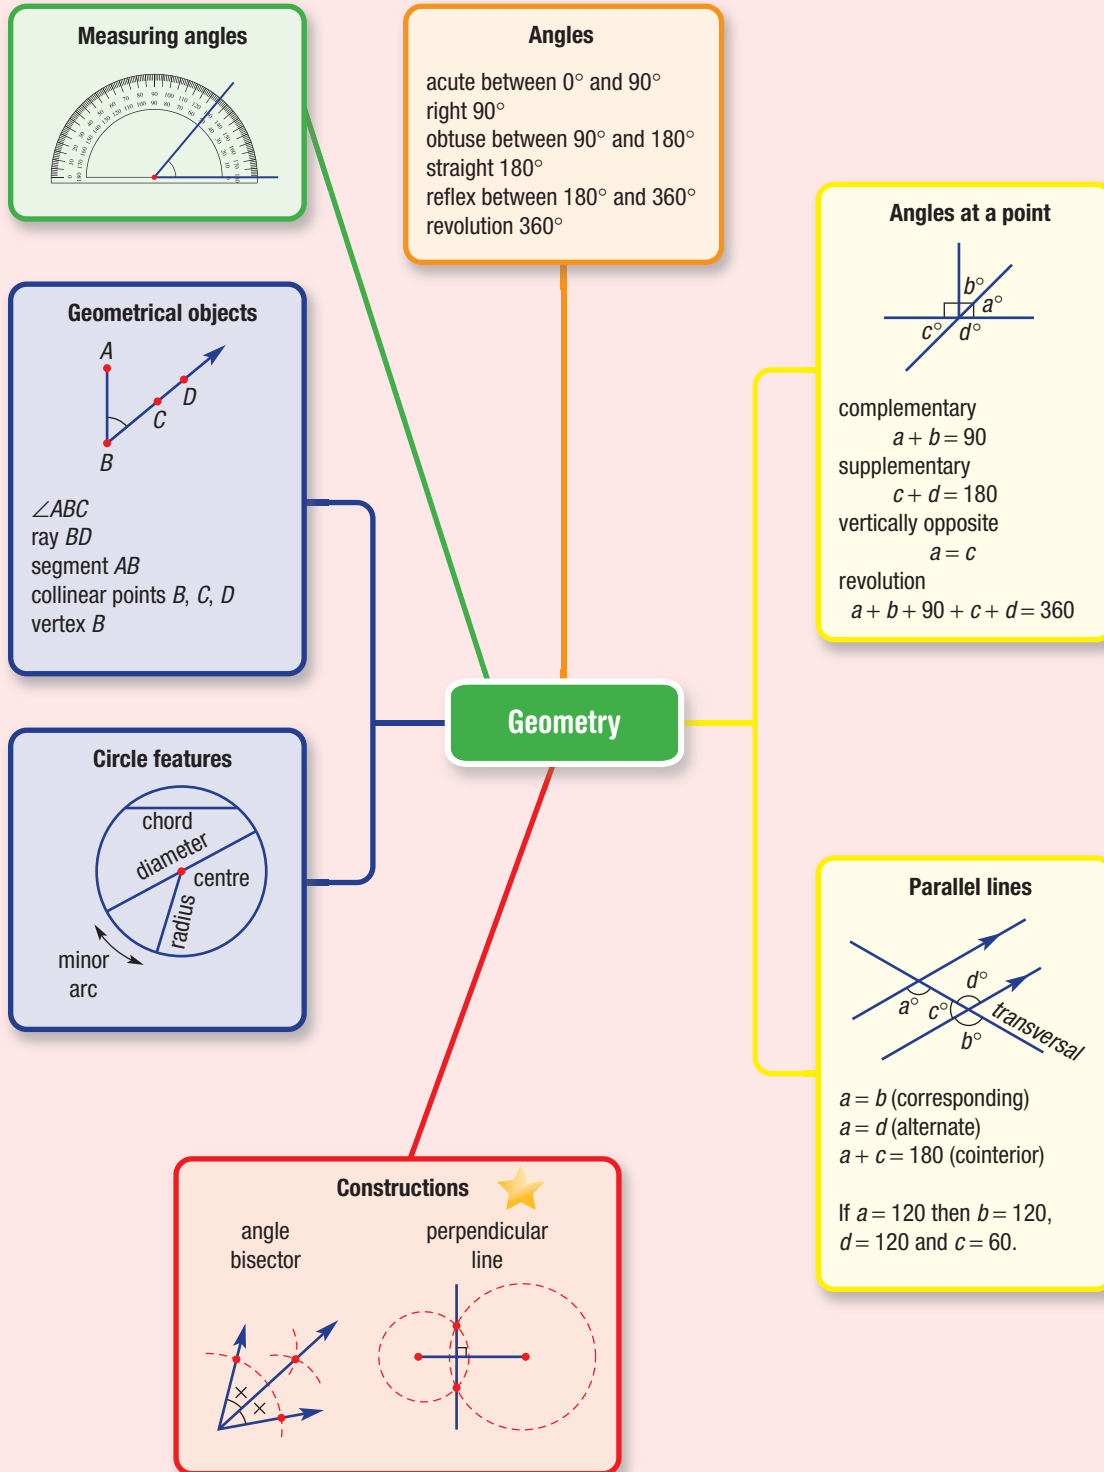 Measuring angles
Angles
acute between 0° and 90°
right 90°
obtuse between 90° and 180°
straight 180°
reflex between 180° and 360°
revolution 360°
Angles at a point
b°
a°
c° d°
complementary
a + b = 90
supplementary
c + d = 180
vertically opposite
a = c
revolution
a + b + 90 + c + d = 360
Geometrical objects
A
D
C
B
∠ABC
ray BD
segment AB
collinear points B, C, D
vertex B
Geometry
Circle features
chord
diameter
centre
radius
minor
arc
Parallel lines
d°
a° c°
transversal
b°
a = b (corresponding)
a = d (alternate)
a + c = 180 (cointerior)
If a = 120 then b = 120,
d = 120 and c = 60.
Constructions
angle
bisector
perpendicular
line